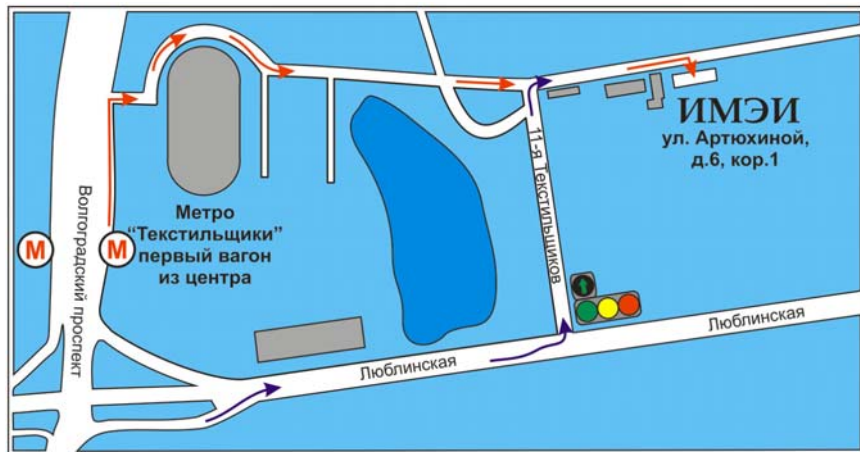 ИМЭИ
ул. Артюхиной,
д.6, кор.1
11-я Текстильщиков
Волгоградский проспект
М
М
Метро
“Текстильщики”
первый вагон
из центра
Люблинская
Люблинская